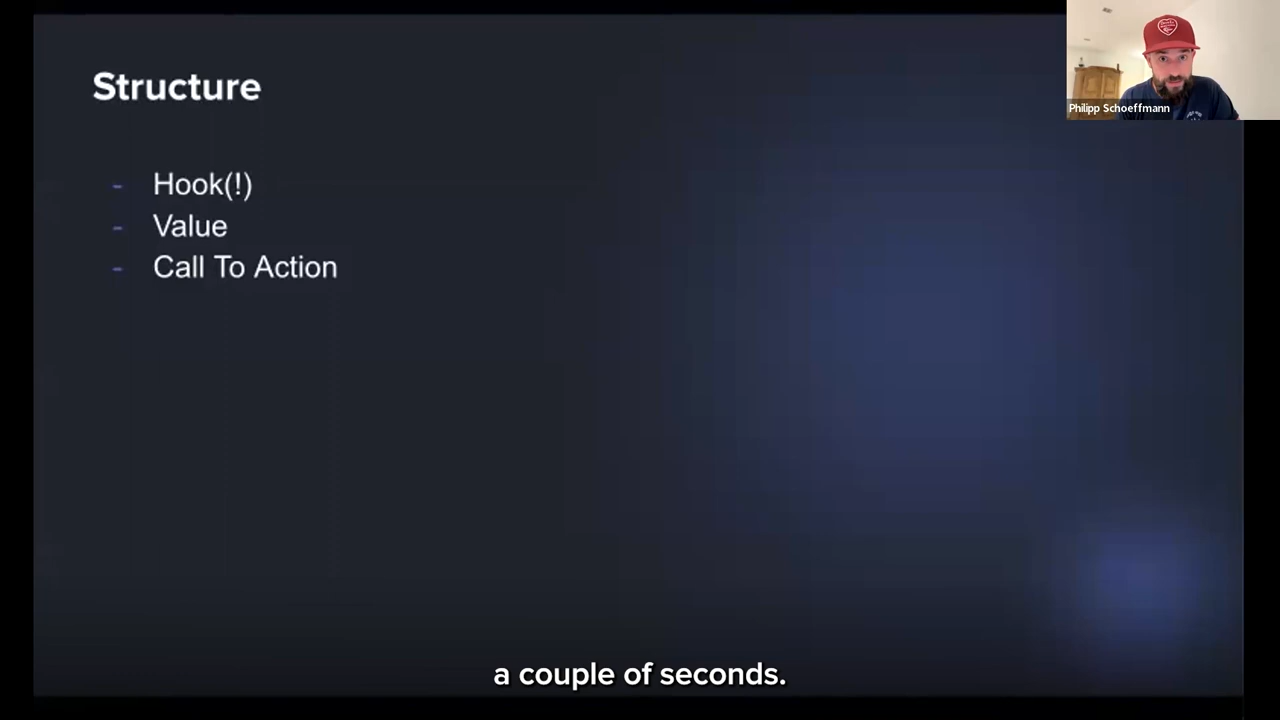 Structure
- Hook(!)
- Value
- Call To Action
Philipp Schoeffmann
a couple of seconds.